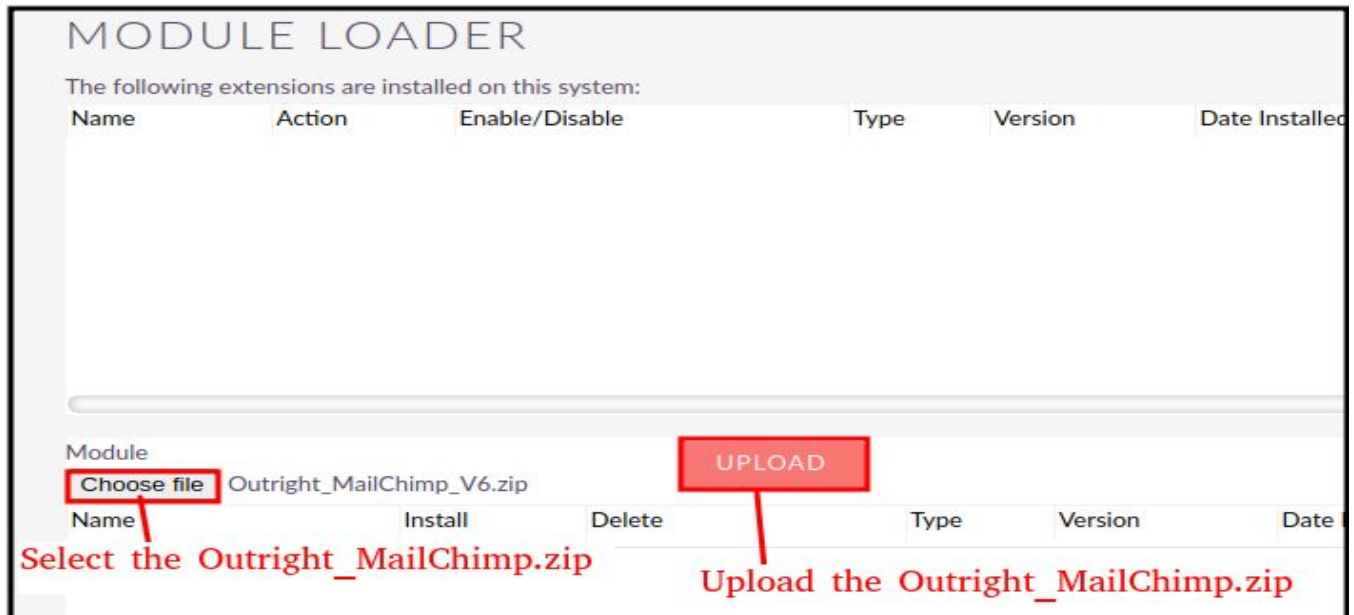 MODULE LOADER
The following extensions are installed on this system:
Name Action Enable/Disable Type Version Date Installed
Module
UPLOAD
Choose file Outright_MailChimp_V6.zip
Name Install Delete Type Version Date
Select the Outright_MailChimp.zip
Upload the Outright_MailChimp.zip